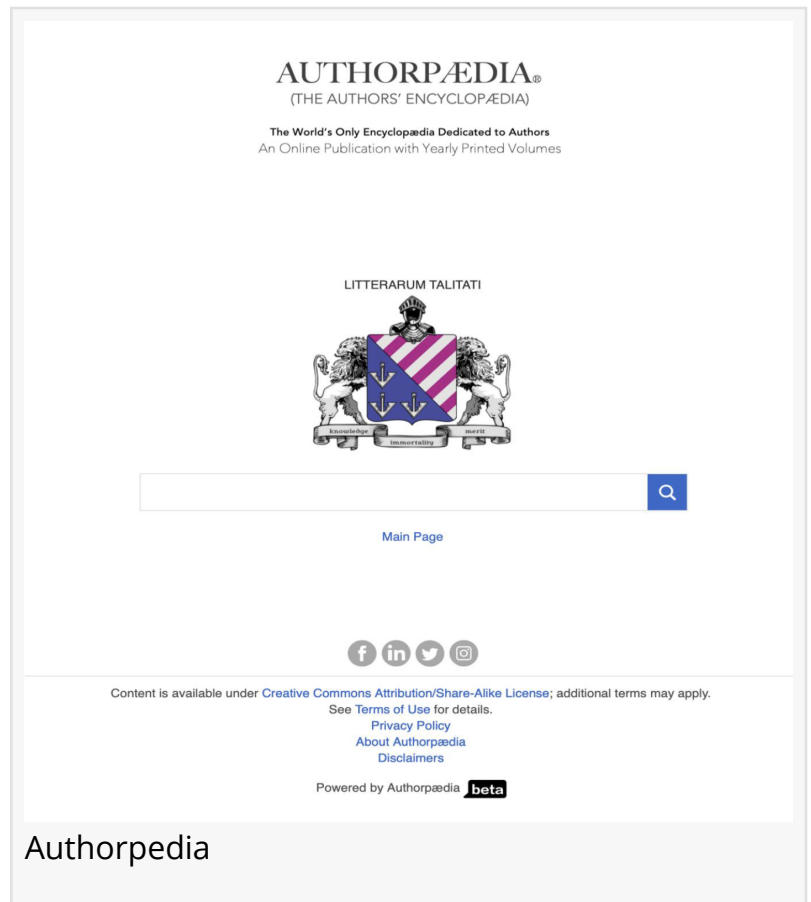 AUTHORPÆDIA®
(THE AUTHORS' ENCYCLOPÆDIA)
The World's Only Encyclopædia Dedicated to Authors
An Online Publication with Yearly Printed Volumes
LITTERARUM TALITATI
knowledge immortality merit
Main Page
Content is available under Creative Commons Attribution/Share-Alike License; additional terms may apply.
See Terms of Use for details.
Privacy Policy
About Authorpædia
Disclaimers
Powered by Authorpædia beta
Authorpedia